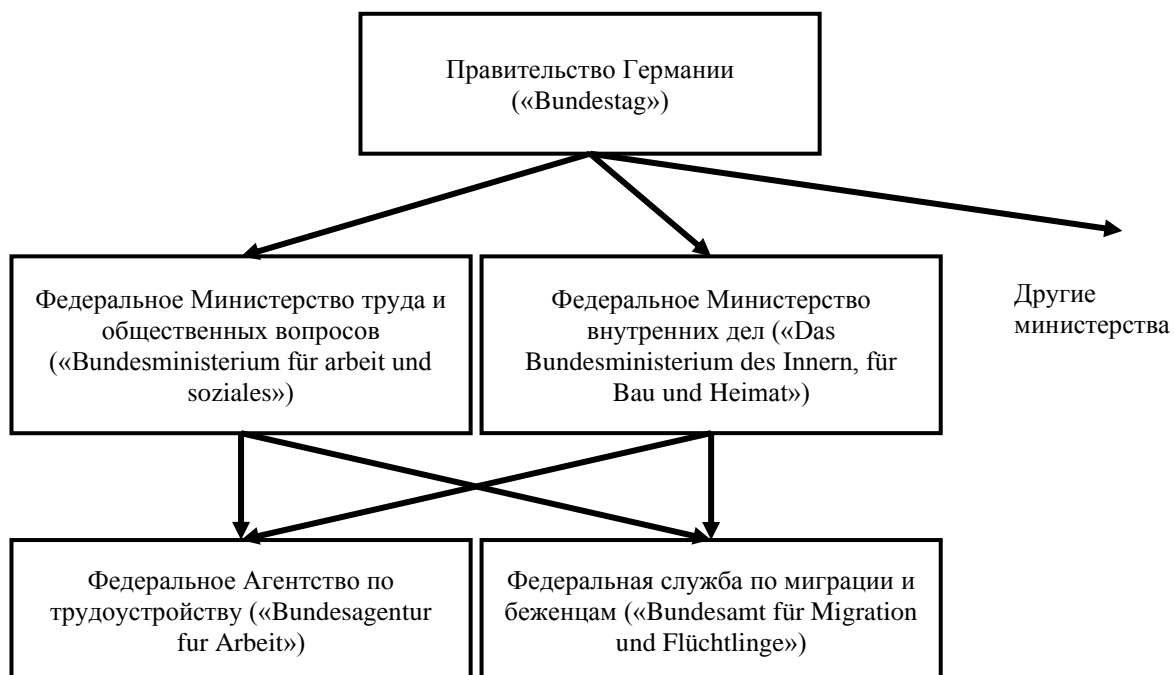 Правительство Германии
(«Bundestag»)
Федеральное Министерство труда и
общественных вопросов
(«Bundesministerium für arbeit und
soziales»)
Федеральное Министерство
внутренних дел («Das
Bundesministerium des Innern, für
Bau und Heimat»)
Другие
министерства
Федеральное Агентство по
трудоустройству («Bundesagentur
fur Arbeit»)
Федеральная служба по миграции и
беженцам («Bundesamt für Migration
und Flüchtlinge»)